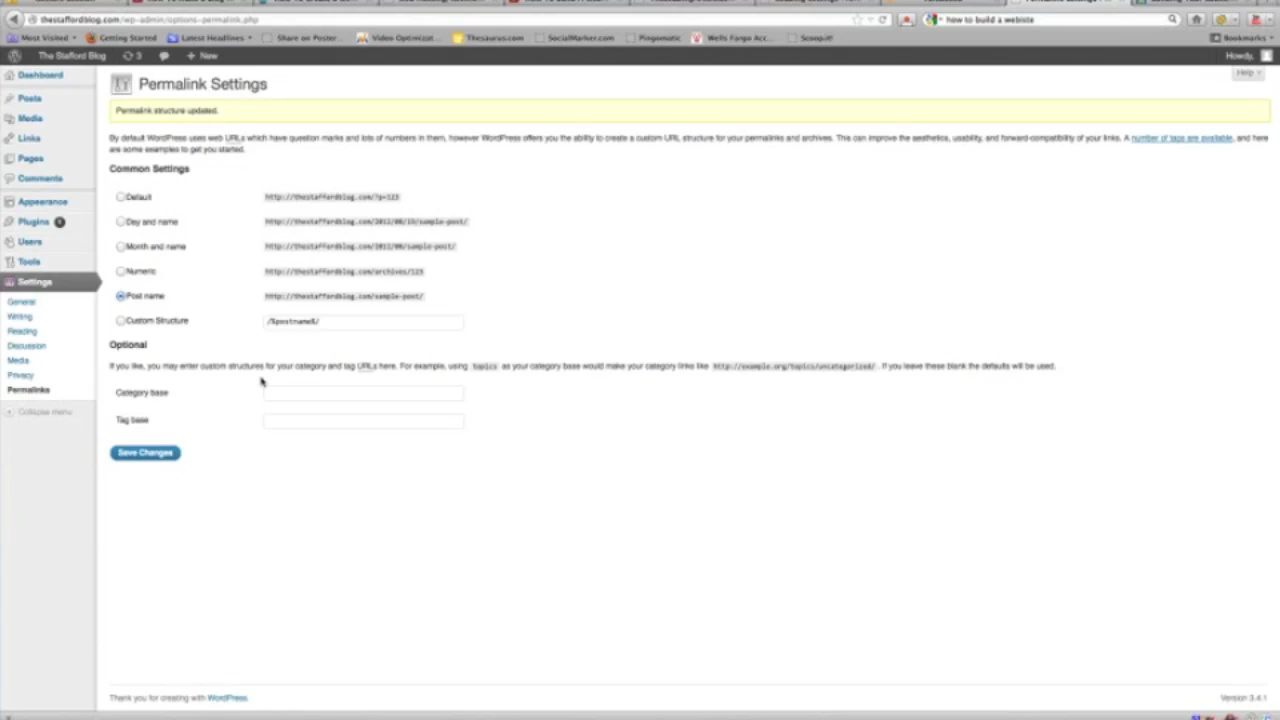 thestaffordblog.com/wp-admin/options-permalink.php
how to build a webiste
Most Visited
Getting Started
Latest Headlines
Share on Poster...
Video Optimizat...
Thesaurus.com
SocialMarker.com
Pingomatic
Wells Fargo Acc...
Scoop.it!
Bookmarks
The Stafford Blog
3
+ New
Howdy,
Help
Dashboard
Posts
Media
Links
Pages
Comments
Appearance
Plugins
Users
Tools
Settings
General
Writing
Reading
Discussion
Media
Privacy
Permalinks
Collapse menu
Permalink Settings
Permalink structure updated.
By default WordPress uses web URLs which have question marks and lots of numbers in them, however WordPress offers you the ability to create a custom URL structure for your permalinks and archives. This can improve the aesthetics, usability, and forward-compatibility of your links. A number of tags are available, and here
are some examples to get you started.
Common Settings
Default http://thestaffordblog.com/?p=123
Day and name http://thestaffordblog.com/2012/08/15/sample-post/
Month and name http://thestaffordblog.com/2012/08/sample-post/
Numeric http://thestaffordblog.com/archives/123
Post name http://thestaffordblog.com/sample-post/
Custom Structure /%postname%/
Optional
If you like, you may enter custom structures for your category and tag URLs here. For example, using topics as your category base would make your category links like http://example.org/topics/uncategorized/ . If you leave these blank the defaults will be used.
Category base
Tag base
Save Changes
Thank you for creating with WordPress.
Version 3.4.1